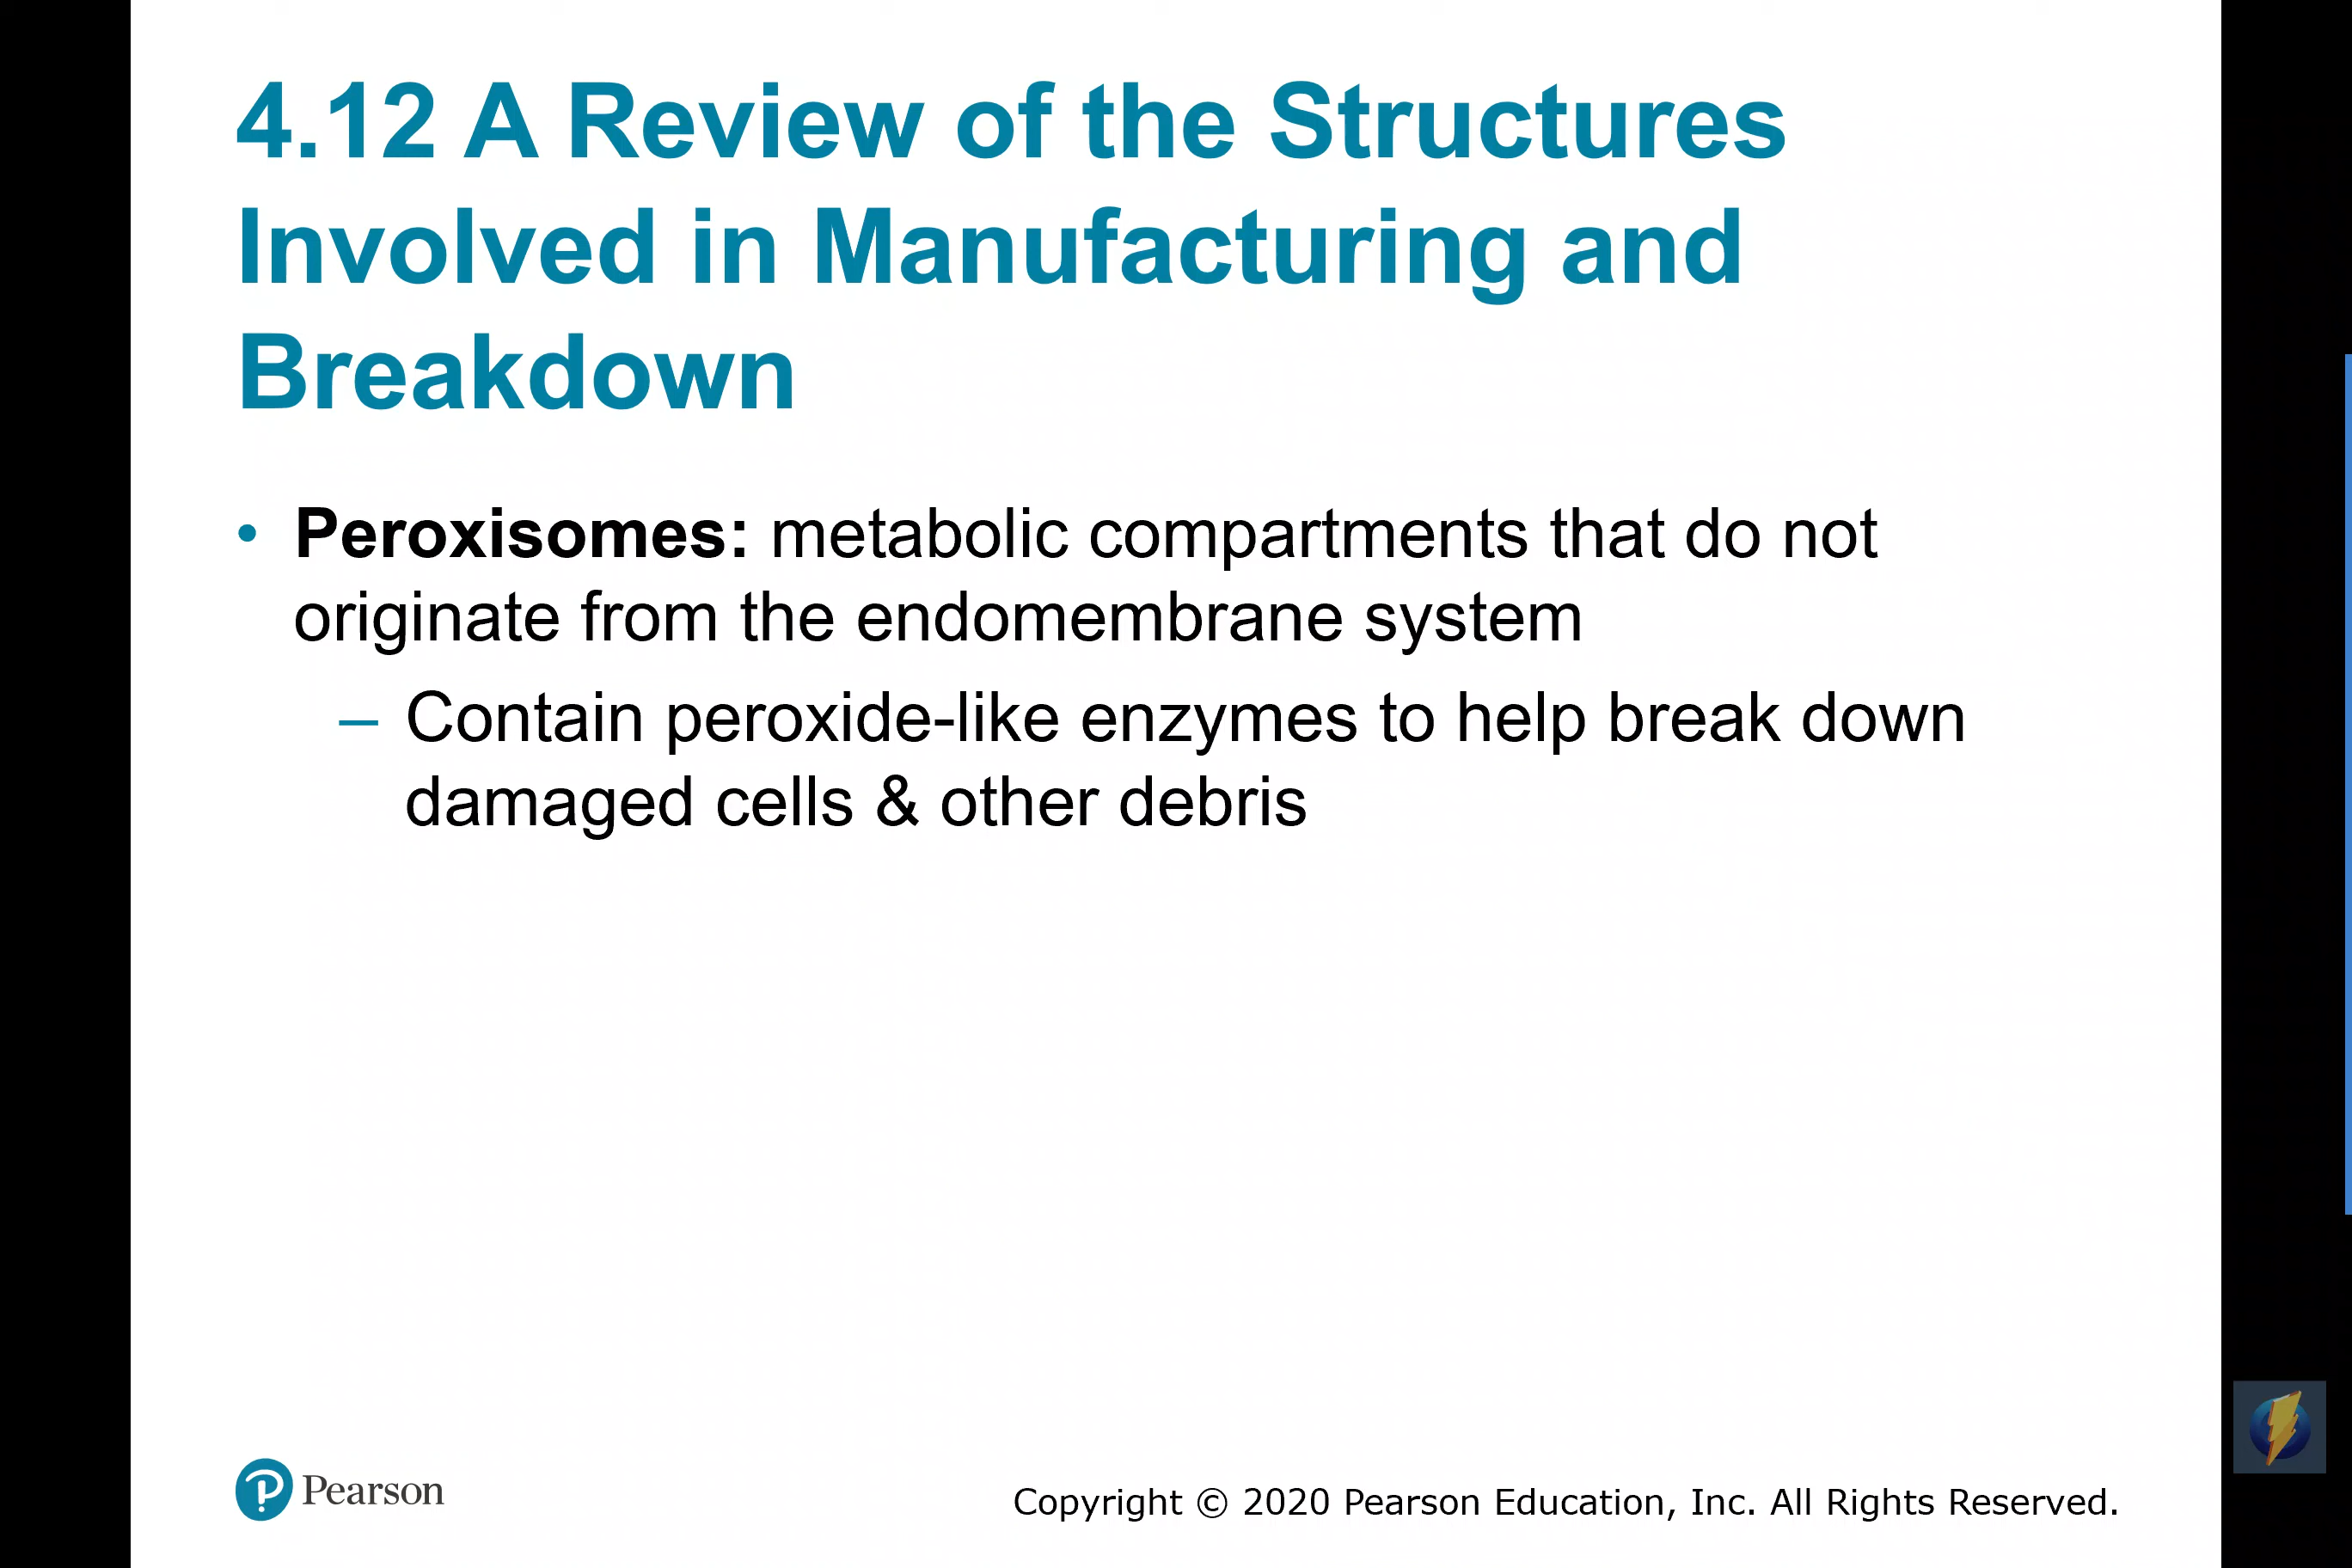 4.12 A Review of the Structures
Involved in Manufacturing and
Breakdown
• Peroxisomes: metabolic compartments that do not
originate from the endomembrane system
– Contain peroxide-like enzymes to help break down
damaged cells & other debris
Pearson
Copyright © 2020 Pearson Education, Inc. All Rights Reserved.